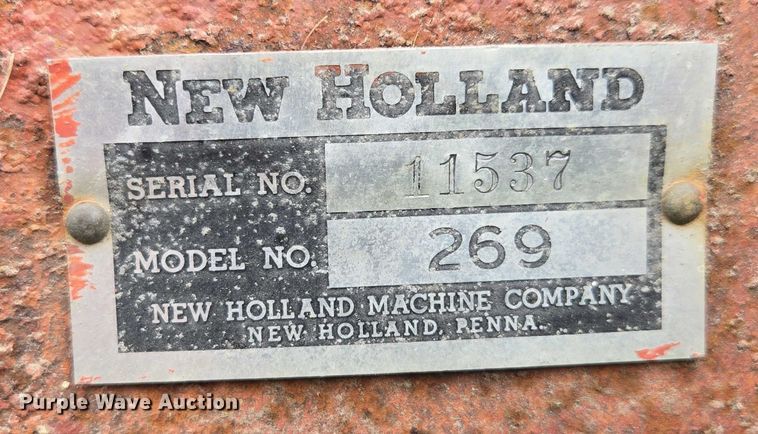 NEW HOLLAND
SERIAL NO. 11537
MODEL NO. 269
NEW HOLLAND MACHINE COMPANY
NEW HOLLAND, PENNA.
Purple Wave Auction